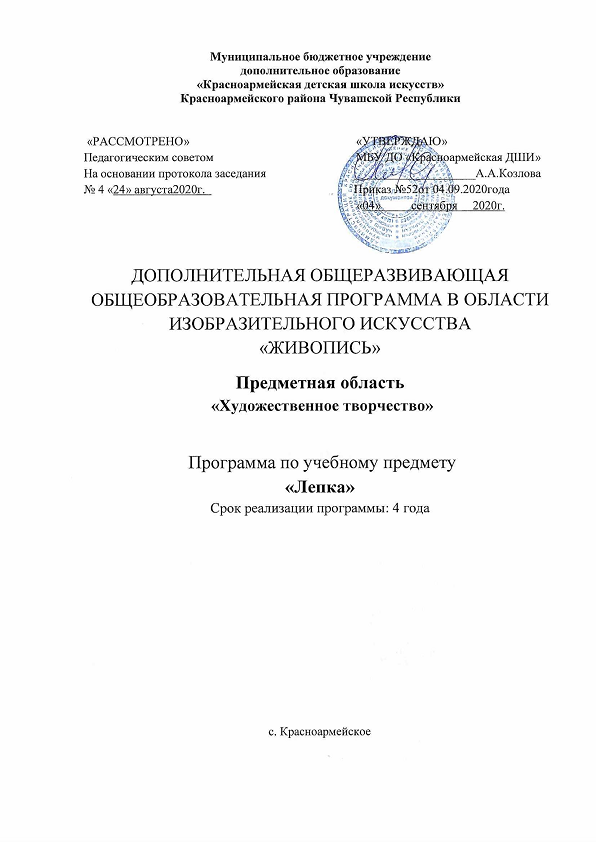 Муниципальное бюджетное учреждение
дополнительное образование
«Красноармейская детская школа искусств»
Красноармейского района Чувашской Республики
«РАССМОТРЕНО»
Педагогическим советом
На основании протокола заседания
№ 4 «24» августа2020г.
«УТВЕРЖДАЮ»
МБУ ДО «Красноармейская ДШИ»
А.А.Козлова
Приказ №52от 04.09.2020года
«04» сентября 2020г.
документов
ДОПОЛНИТЕЛЬНАЯ ОБЩЕРАЗВИВАЮЩАЯ
ОБЩЕОБРАЗОВАТЕЛЬНАЯ ПРОГРАММА В ОБЛАСТИ
ИЗОБРАЗИТЕЛЬНОГО ИСКУССТВА
«ЖИВОПИСЬ»
Предметная область
«Художественное творчество»
Программа по учебному предмету
«Лепка»
Срок реализации программы: 4 года
с. Красноармейское